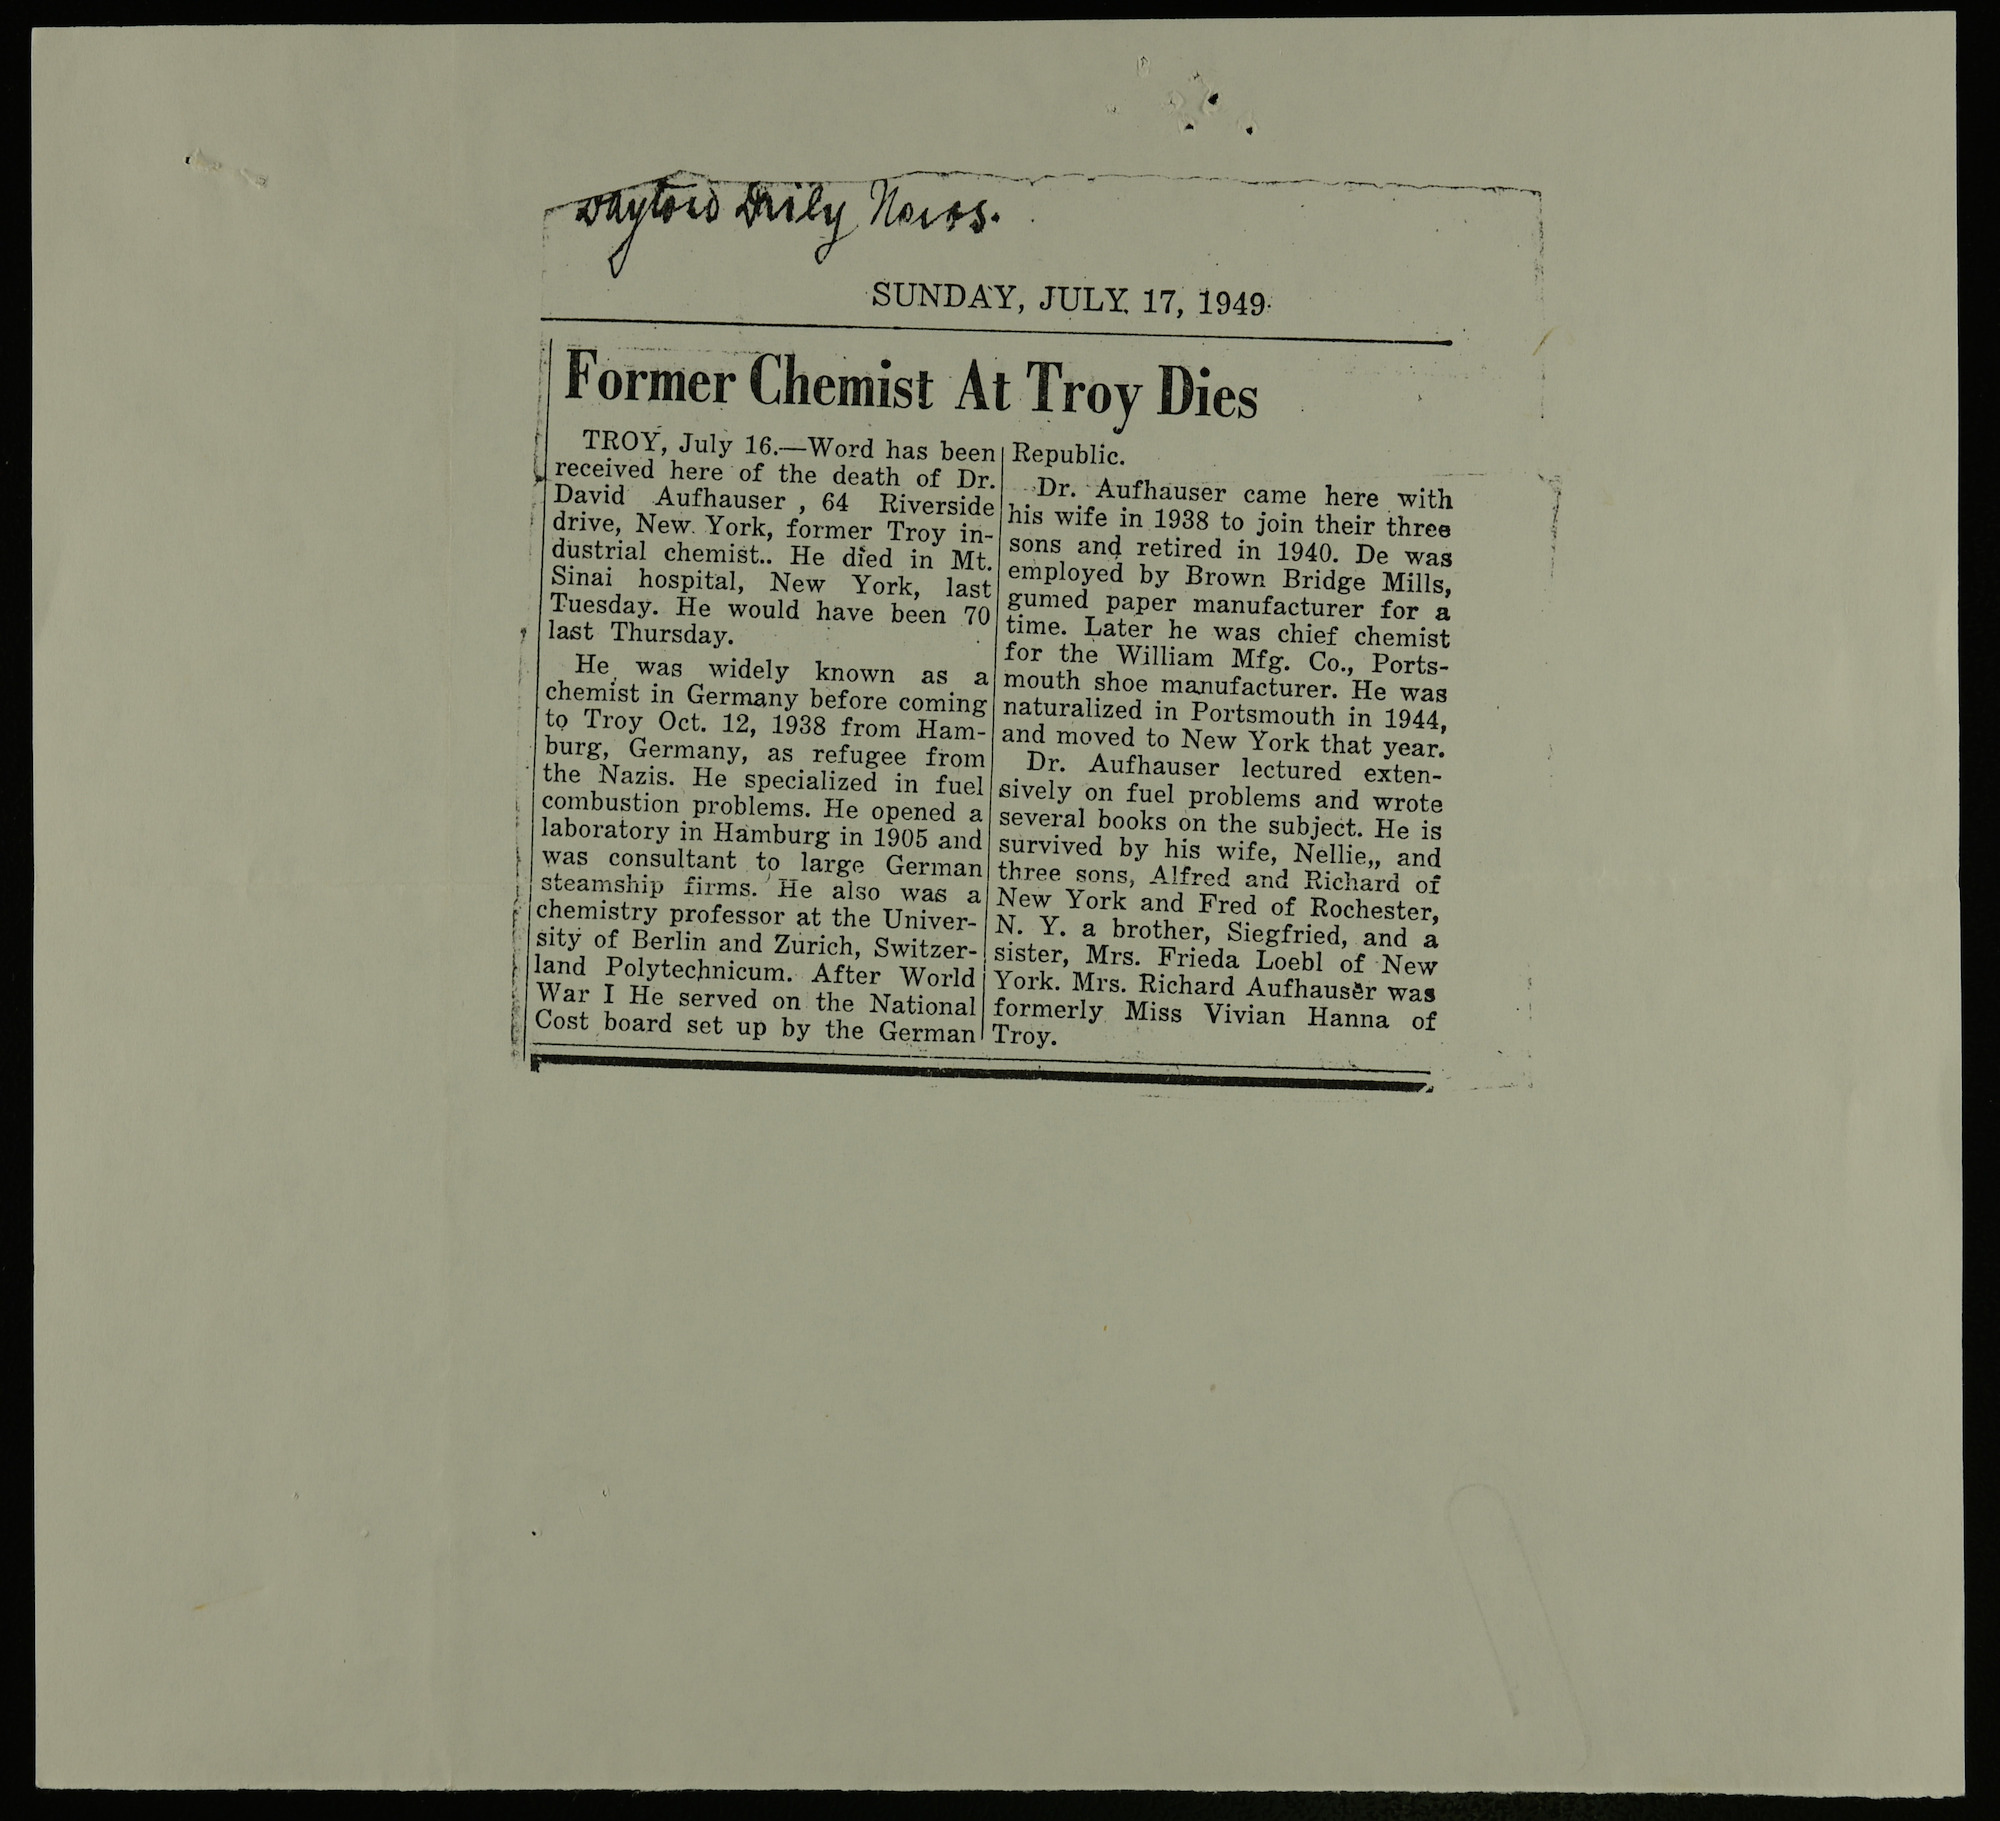 Dayton Daily News.
SUNDAY, JULY 17, 1949
Former Chemist At Troy Dies
TROY, July 16.—Word has been
received here of the death of Dr.
David Aufhauser , 64 Riverside
drive, New York, former Troy in-
dustrial chemist.. He died in Mt.
Sinai hospital, New York, last
Tuesday. He would have been 70
last Thursday.
He was widely known as a
chemist in Germany before coming
to Troy Oct. 12, 1938 from Ham-
burg, Germany, as refugee from
the Nazis. He specialized in fuel
combustion problems. He opened a
laboratory in Hamburg in 1905 and
was consultant to large German
steamship firms. He also was a
chemistry professor at the Univer-
sity of Berlin and Zurich, Switzer-
land Polytechnicum. After World
War I He served on the National
Cost board set up by the German
Republic.
Dr. Aufhauser came here with
his wife in 1938 to join their three
sons and retired in 1940. De was
employed by Brown Bridge Mills,
gumed paper manufacturer for a
time. Later he was chief chemist
for the William Mfg. Co., Ports-
mouth shoe manufacturer. He was
naturalized in Portsmouth in 1944,
and moved to New York that year.
Dr. Aufhauser lectured exten-
sively on fuel problems and wrote
several books on the subject. He is
survived by his wife, Nellie,, and
three sons, Alfred and Richard of
New York and Fred of Rochester,
N. Y. a brother, Siegfried, and a
sister, Mrs. Frieda Loebl of New
York. Mrs. Richard Aufhauser was
formerly Miss Vivian Hanna of
Troy.